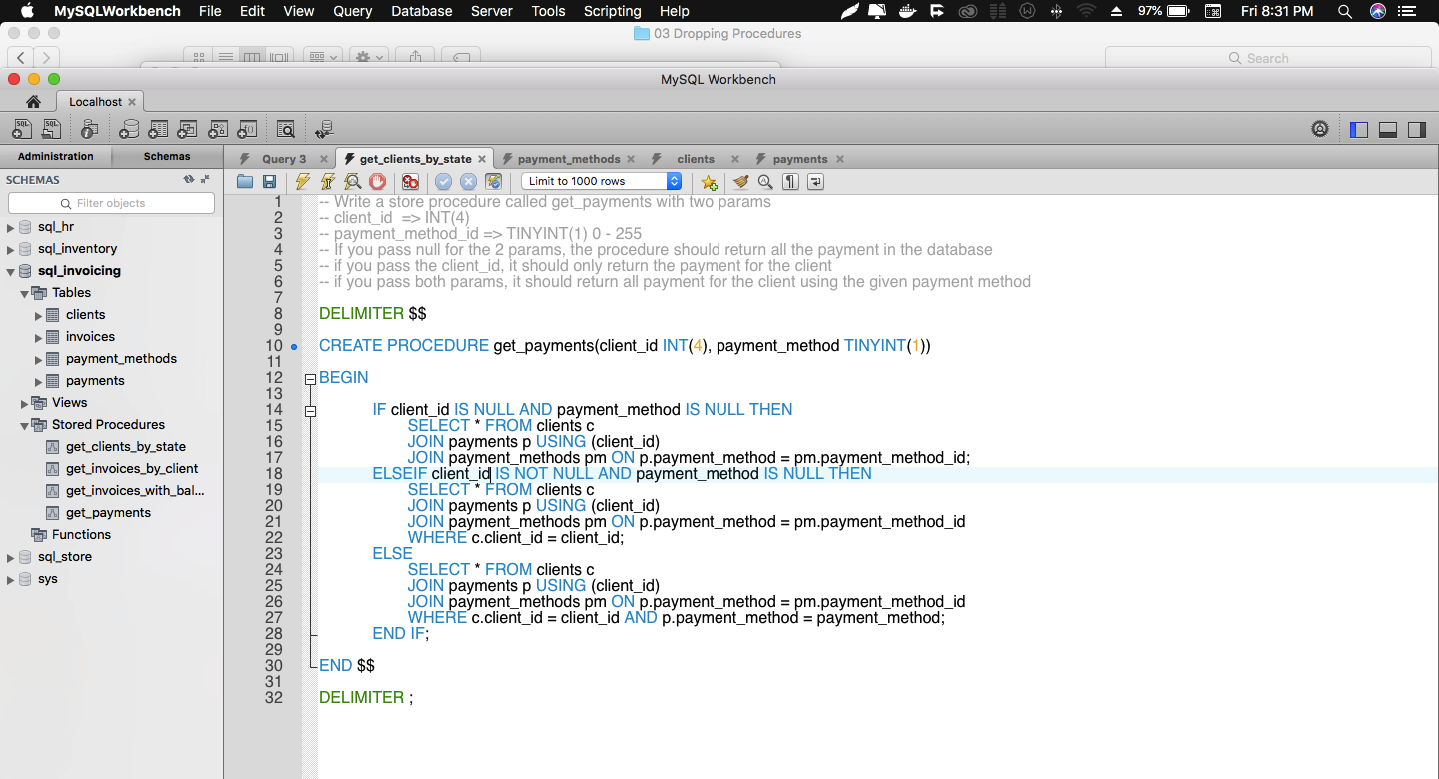 MySQLWorkbench File Edit View Query Database Server Tools Scripting Help 97% Fri 8:31 PM
03 Dropping Procedures
Search
MySQL Workbench
Localhost
Administration Schemas
Query 3 get_clients_by_state payment_methods clients payments
Limit to 1000 rows
SCHEMAS
Filter objects
sql_hr
sql_inventory
sql_invoicing
Tables
clients
invoices
payment_methods
payments
Views
Stored Procedures
get_clients_by_state
get_invoices_by_client
get_invoices_with_bal...
get_payments
Functions
sql_store
sys
1 -- Write a store procedure called get_payments with two params
2 -- client_id => INT(4)
3 -- payment_method_id => TINYINT(1) 0 - 255
4 -- If you pass null for the 2 params, the procedure should return all the payment in the database
5 -- if you pass the client_id, it should only return the payment for the client
6 -- if you pass both params, it should return all payment for the client using the given payment method
7
8 DELIMITER $$
9
10 CREATE PROCEDURE get_payments(client_id INT(4), payment_method TINYINT(1))
11
12 BEGIN
13
14 IF client_id IS NULL AND payment_method IS NULL THEN
15 SELECT * FROM clients c
16 JOIN payments p USING (client_id)
17 JOIN payment_methods pm ON p.payment_method = pm.payment_method_id;
18 ELSEIF client_id IS NOT NULL AND payment_method IS NULL THEN
19 SELECT * FROM clients c
20 JOIN payments p USING (client_id)
21 JOIN payment_methods pm ON p.payment_method = pm.payment_method_id
22 WHERE c.client_id = client_id;
23 ELSE
24 SELECT * FROM clients c
25 JOIN payments p USING (client_id)
26 JOIN payment_methods pm ON p.payment_method = pm.payment_method_id
27 WHERE c.client_id = client_id AND p.payment_method = payment_method;
28 END IF;
29
30 END $$
31
32 DELIMITER ;